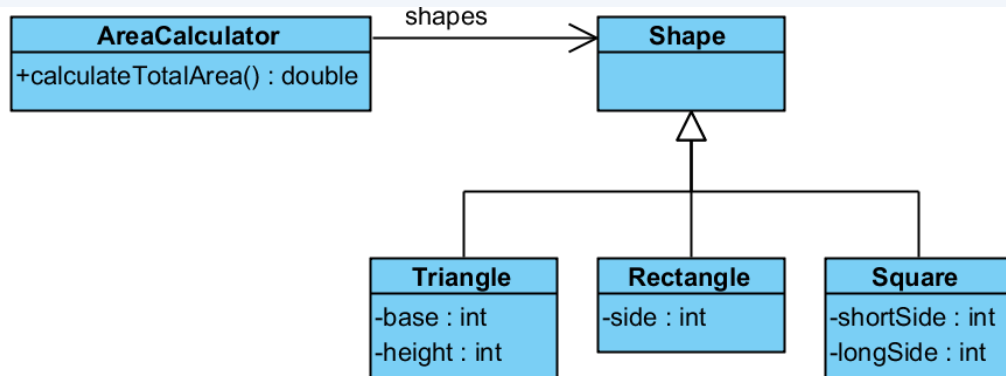 shapes
AreaCalculator
+calculateTotalArea() : double
Shape
Triangle
-base : int
-height : int
Rectangle
-side : int
Square
-shortSide : int
-longSide : int